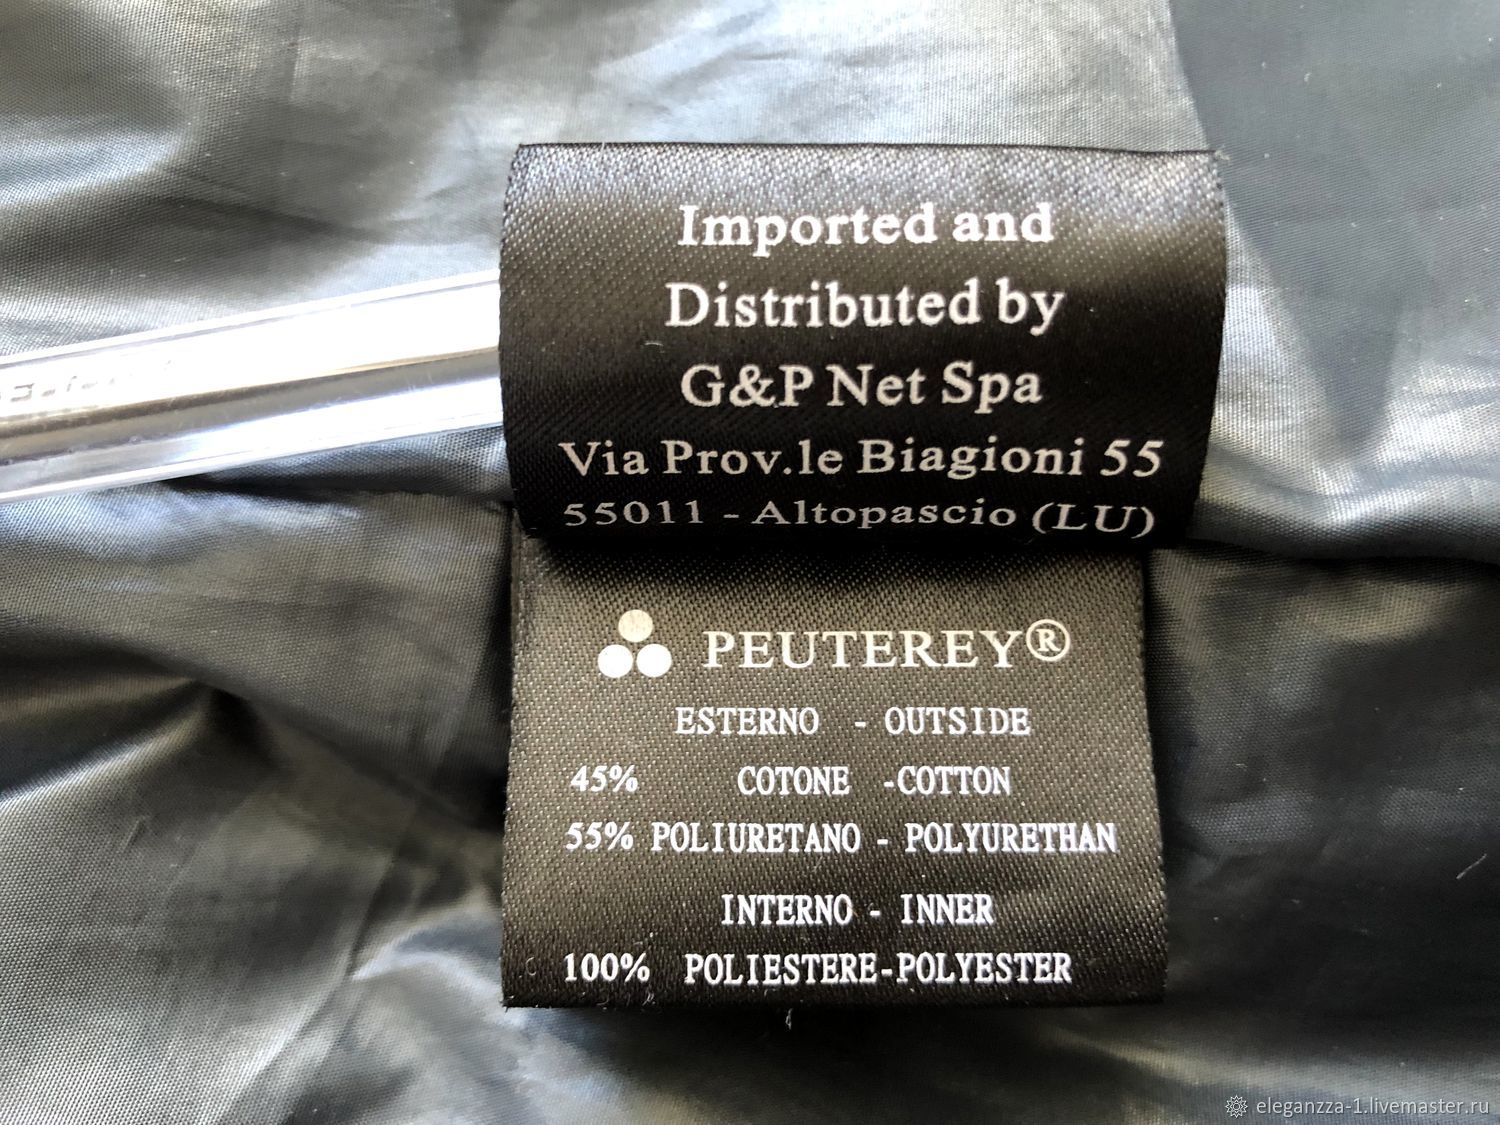 Imported and
Distributed by
G&P Net Spa
Via Prov.le Biagioni 55
55011 - Altopascio (LU)
PEUTEREY®
ESTERNO - OUTSIDE
45% COTONE -COTTON
55% POLIURETANO - POLYURETHAN
INTERNO - INNER
100% POLIESTERE-POLYESTER
eleganzza-1.livemaster.ru